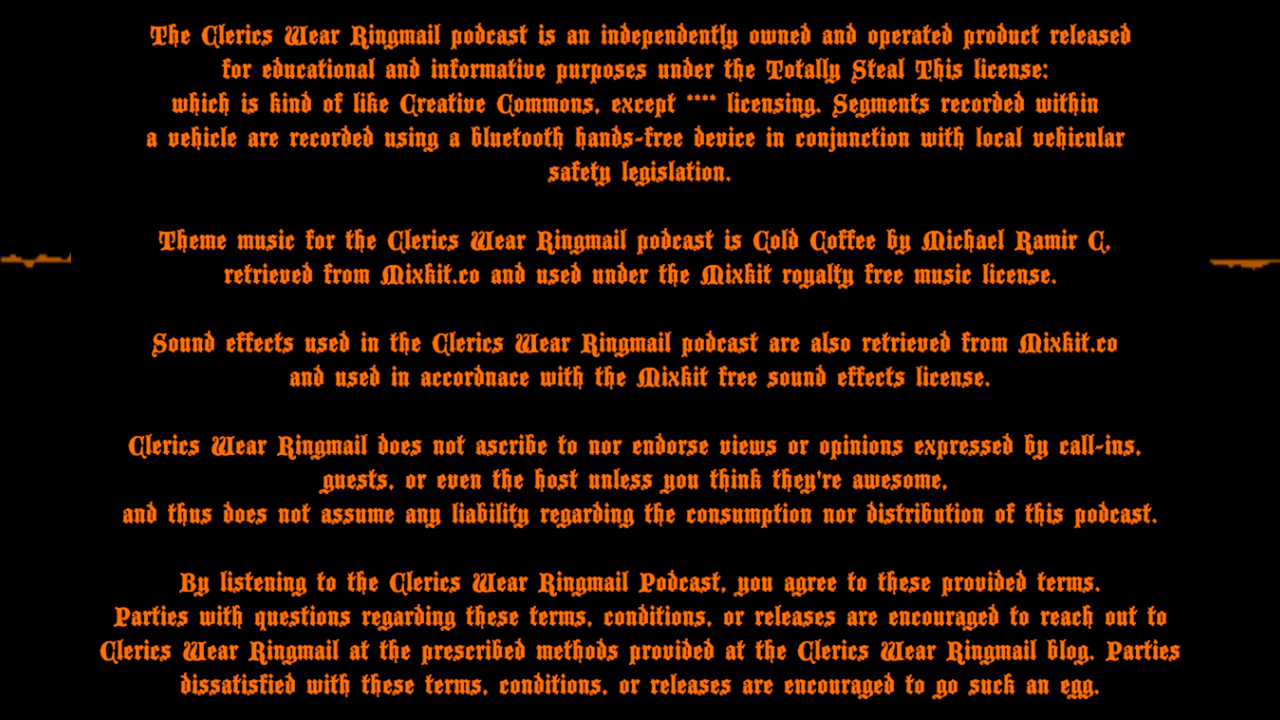 The Clerics Wear Ringmail podcast is an independently owned and operated product released
for educational and informative purposes under the Totally Steal This license:
which is kind of like Creative Commons, except **** licensing. Segments recorded within
a vehicle are recorded using a bluetooth hands-free device in conjunction with local vehicular
safety legislation.
Theme music for the Clerics Wear Ringmail podcast is Cold Coffee by Michael Ramir C.
retrieved from Mixkit.co and used under the Mixkit royalty free music license.
Sound effects used in the Clerics Wear Ringmail podcast are also retrieved from Mixkit.co
and used in accordnace with the Mixkit free sound effects license.
Clerics Wear Ringmail does not ascribe to nor endorse views or opinions expressed by call-ins,
guests, or even the host unless you think they're awesome,
and thus does not assume any liability regarding the consumption nor distribution of this podcast.
By listening to the Clerics Wear Ringmail Podcast, you agree to these provided terms.
Parties with questions regarding these terms, conditions, or releases are encouraged to reach out to
Clerics Wear Ringmail at the prescribed methods provided at the Clerics Wear Ringmail blog. Parties
dissatisfied with these terms, conditions, or releases are encouraged to go suck an egg.